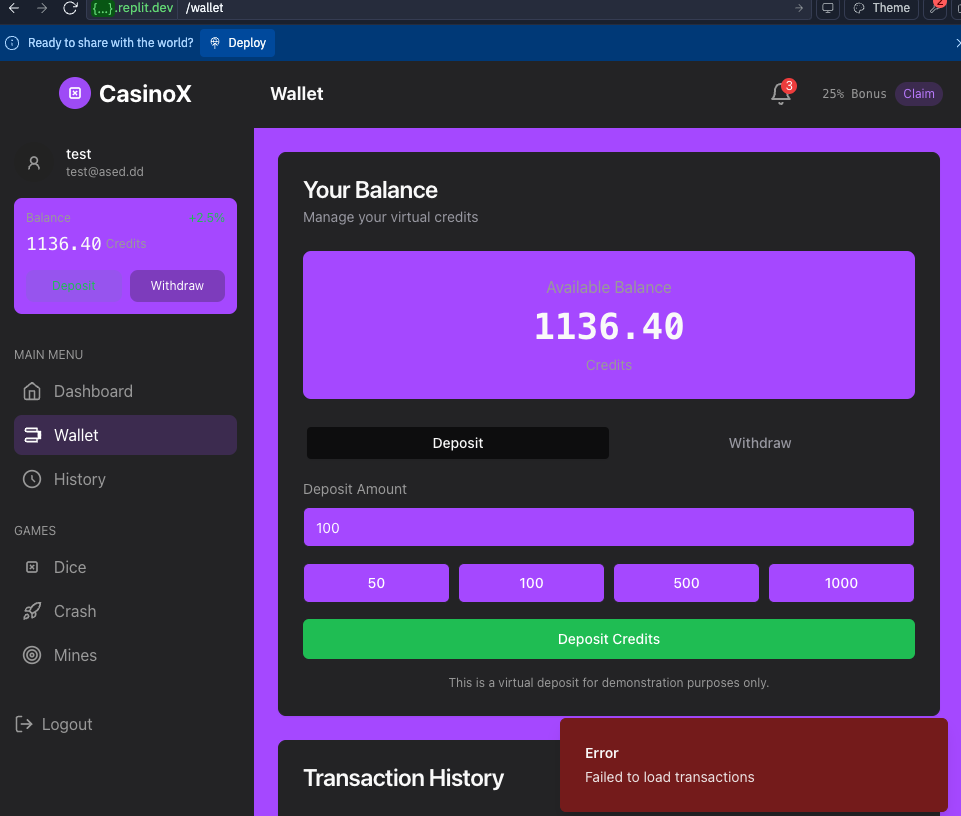 {...}.replit.dev /wallet
Theme
2
Ready to share with the world? Deploy
CasinoX
Wallet
3
25% Bonus Claim
test
test@ased.dd
Balance
1136.40 Credits
Deposit Withdraw
MAIN MENU
Dashboard
Wallet
History
GAMES
Dice
Crash
Mines
Logout
Your Balance
Manage your virtual credits
Available Balance
1136.40
Credits
Deposit Withdraw
Deposit Amount
100
50 100 500 1000
Deposit Credits
This is a virtual deposit for demonstration purposes only.
Transaction History
Error
Failed to load transactions